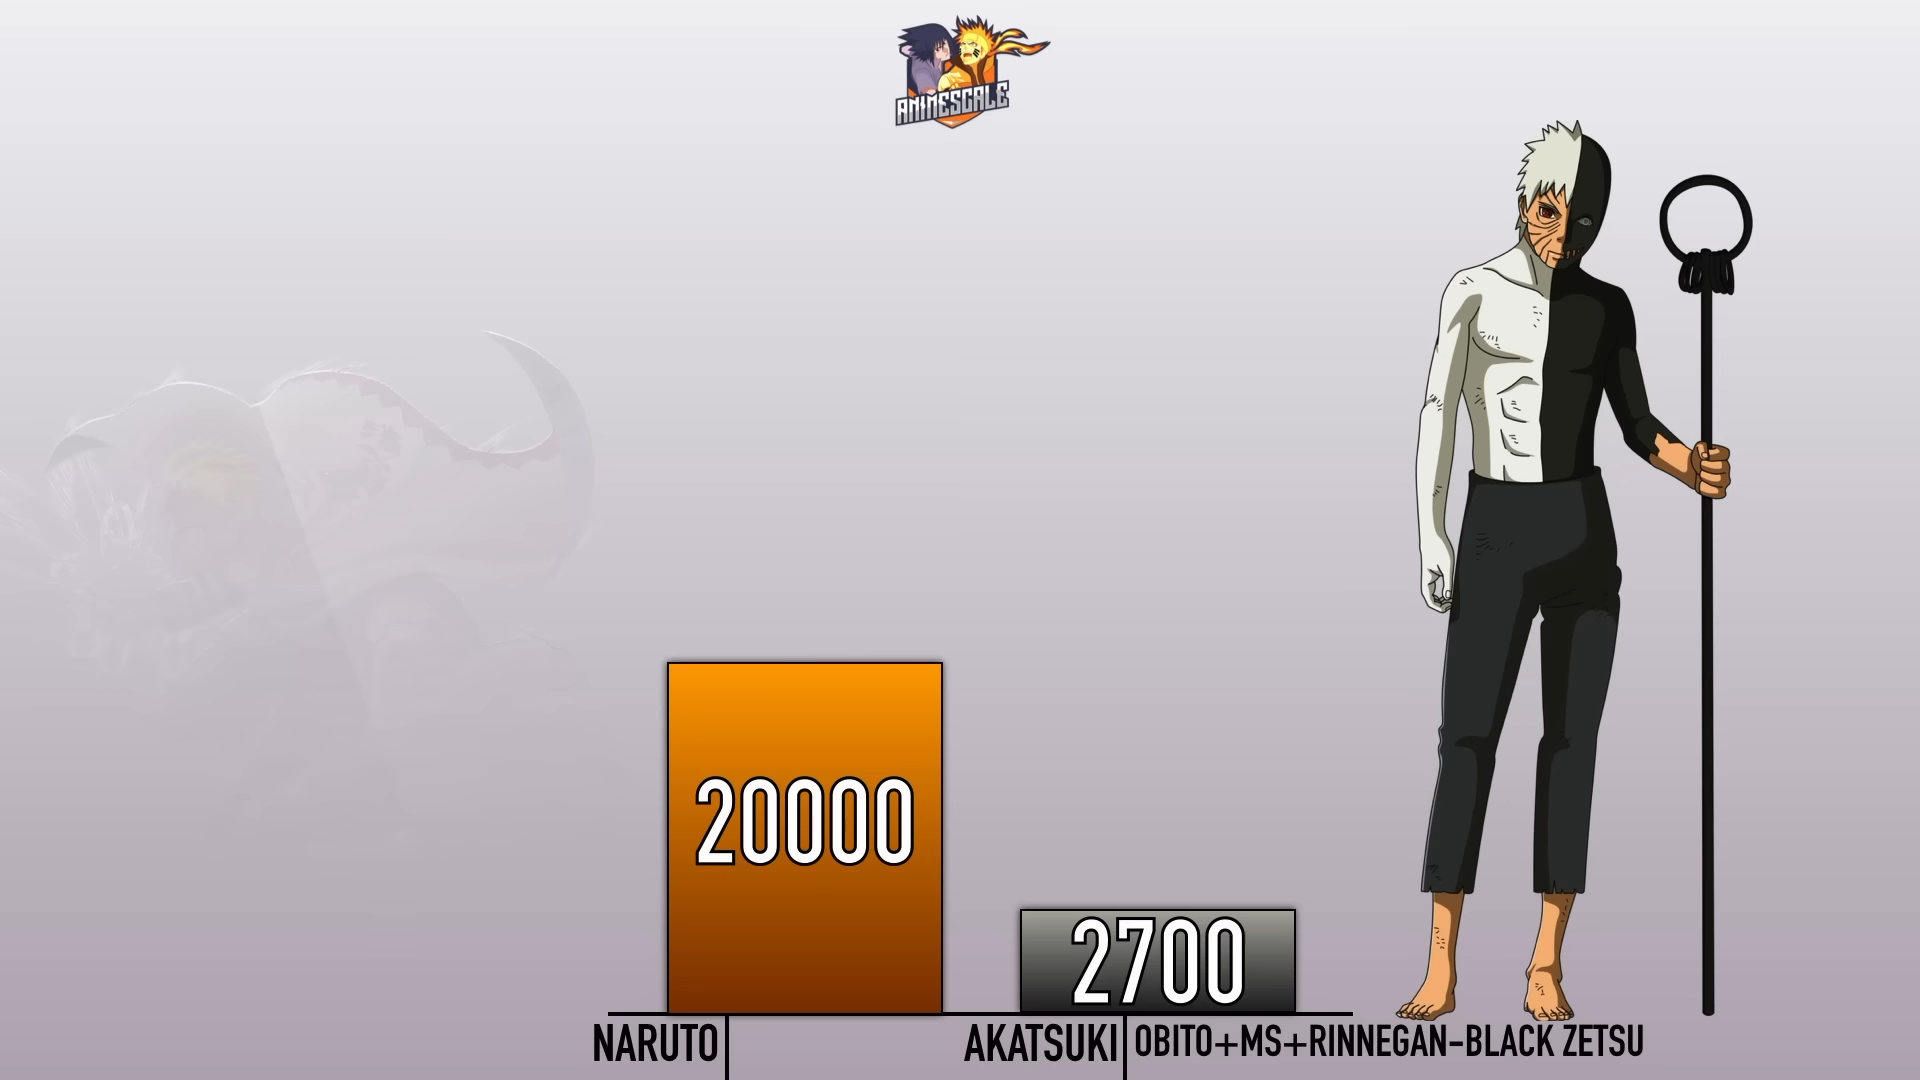 ANIMESCALE
20000
2700
NARUTO
AKATSUKI
OBITO+MS+RINNEGAN-BLACK ZETSU